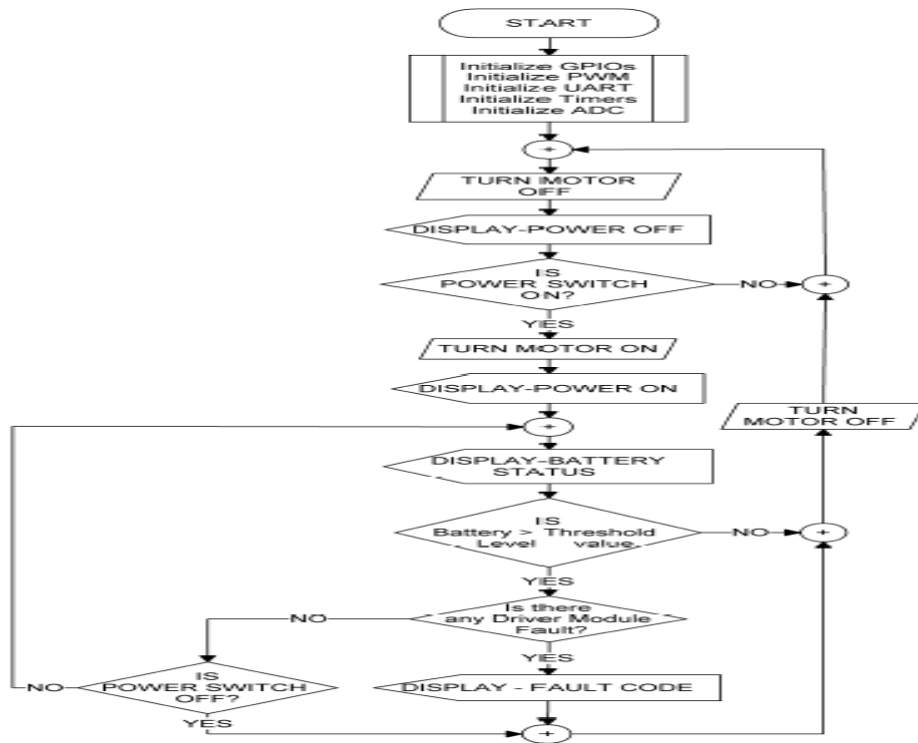 START
Initialize GPIOs
Initialize PWM
Initialize UART
Initialize Timers
Initialize ADC
+
TURN MOTOR
OFF
DISPLAY-POWER OFF
IS
POWER SWITCH
ON?
NO
+
YES
TURN MOTOR ON
DISPLAY-POWER ON
TURN
MOTOR OFF
+
DISPLAY-BATTERY
STATUS
IS
Battery > Threshold
Level value
NO
+
YES
Is there
any Driver Module
Fault?
NO
YES
IS
POWER SWITCH
OFF?
NO
DISPLAY - FAULT CODE
YES
+